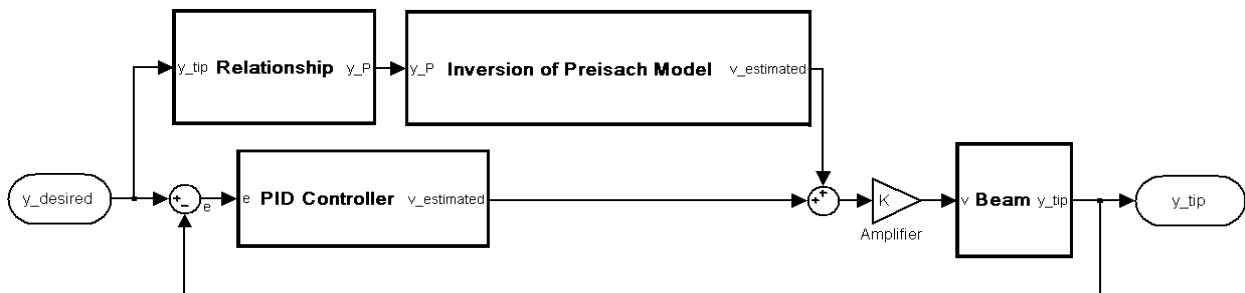 y_tip Relationship y_P
y_P Inversion of Preisach Model v_estimated
y_desired
+
−
e
e PID Controller v_estimated
+
+
K
Amplifier
v Beam y_tip
y_tip